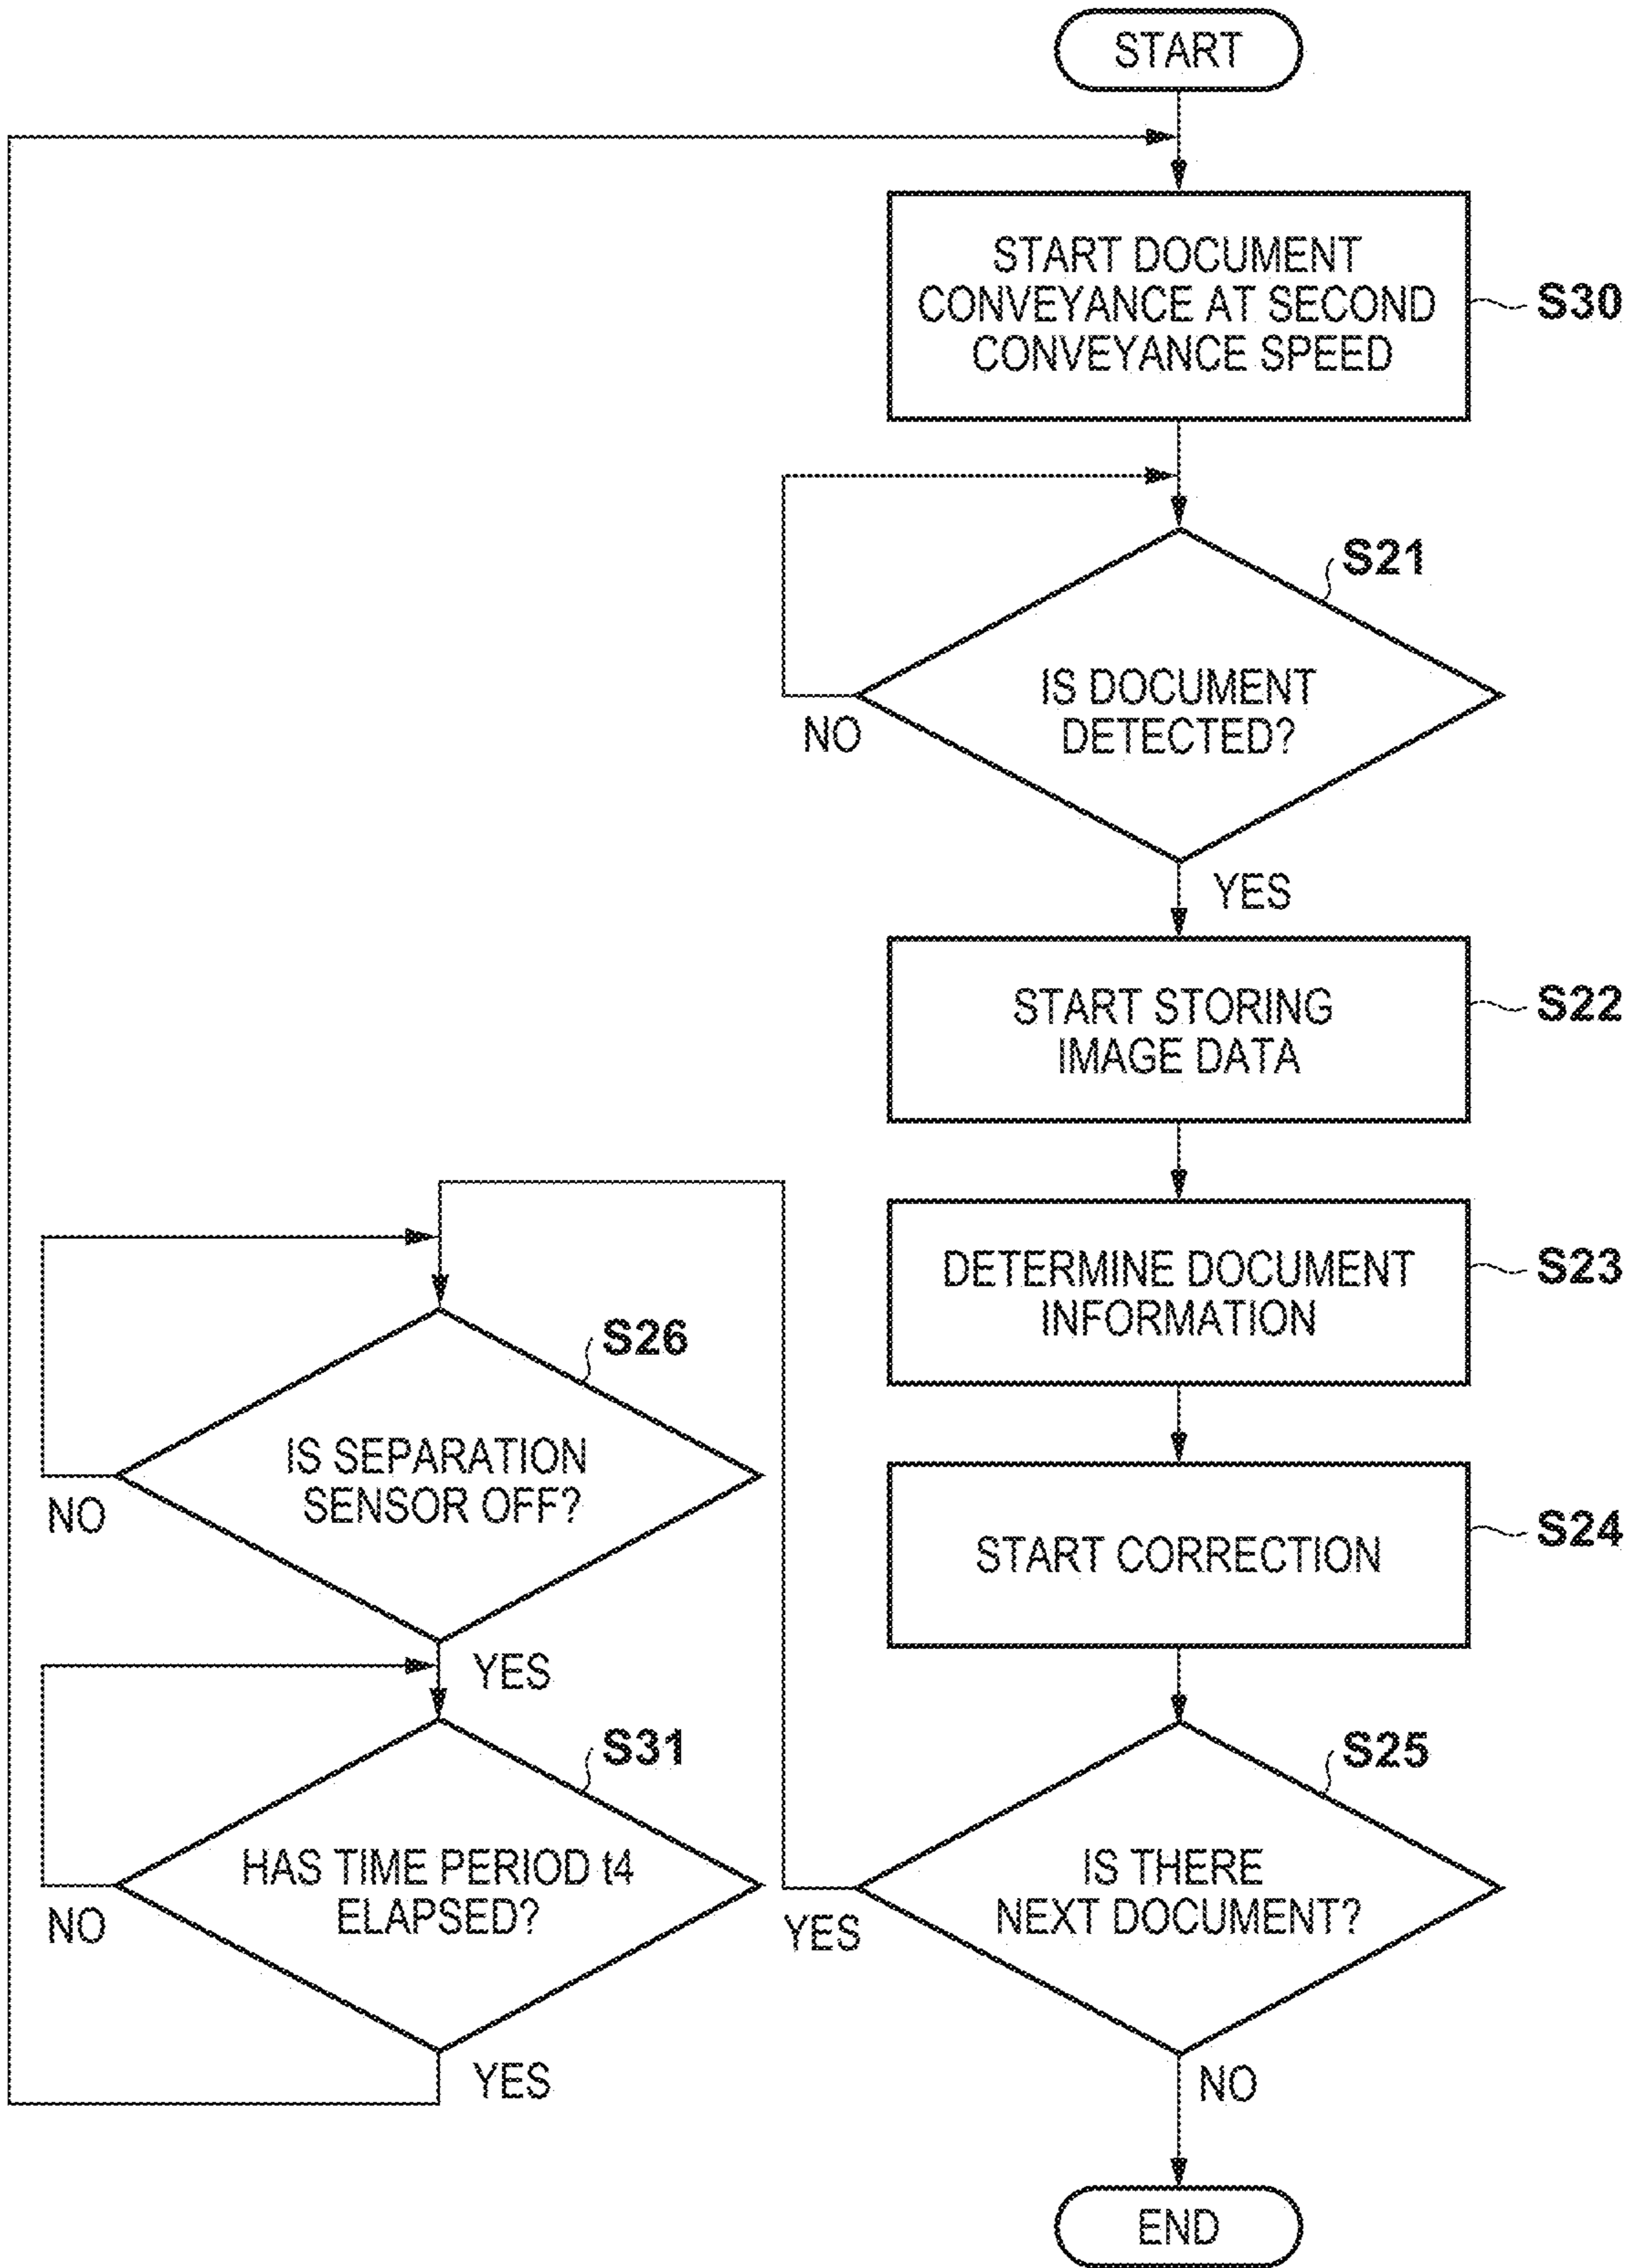 START
START DOCUMENT
CONVEYANCE AT SECOND
CONVEYANCE SPEED
S30
S21
IS DOCUMENT
DETECTED?
NO
YES
START STORING
IMAGE DATA
S22
DETERMINE DOCUMENT
INFORMATION
S23
START CORRECTION
S24
S25
IS THERE
NEXT DOCUMENT?
YES
NO
S26
IS SEPARATION
SENSOR OFF?
NO
YES
S31
HAS TIME PERIOD t4
ELAPSED?
NO
YES
END